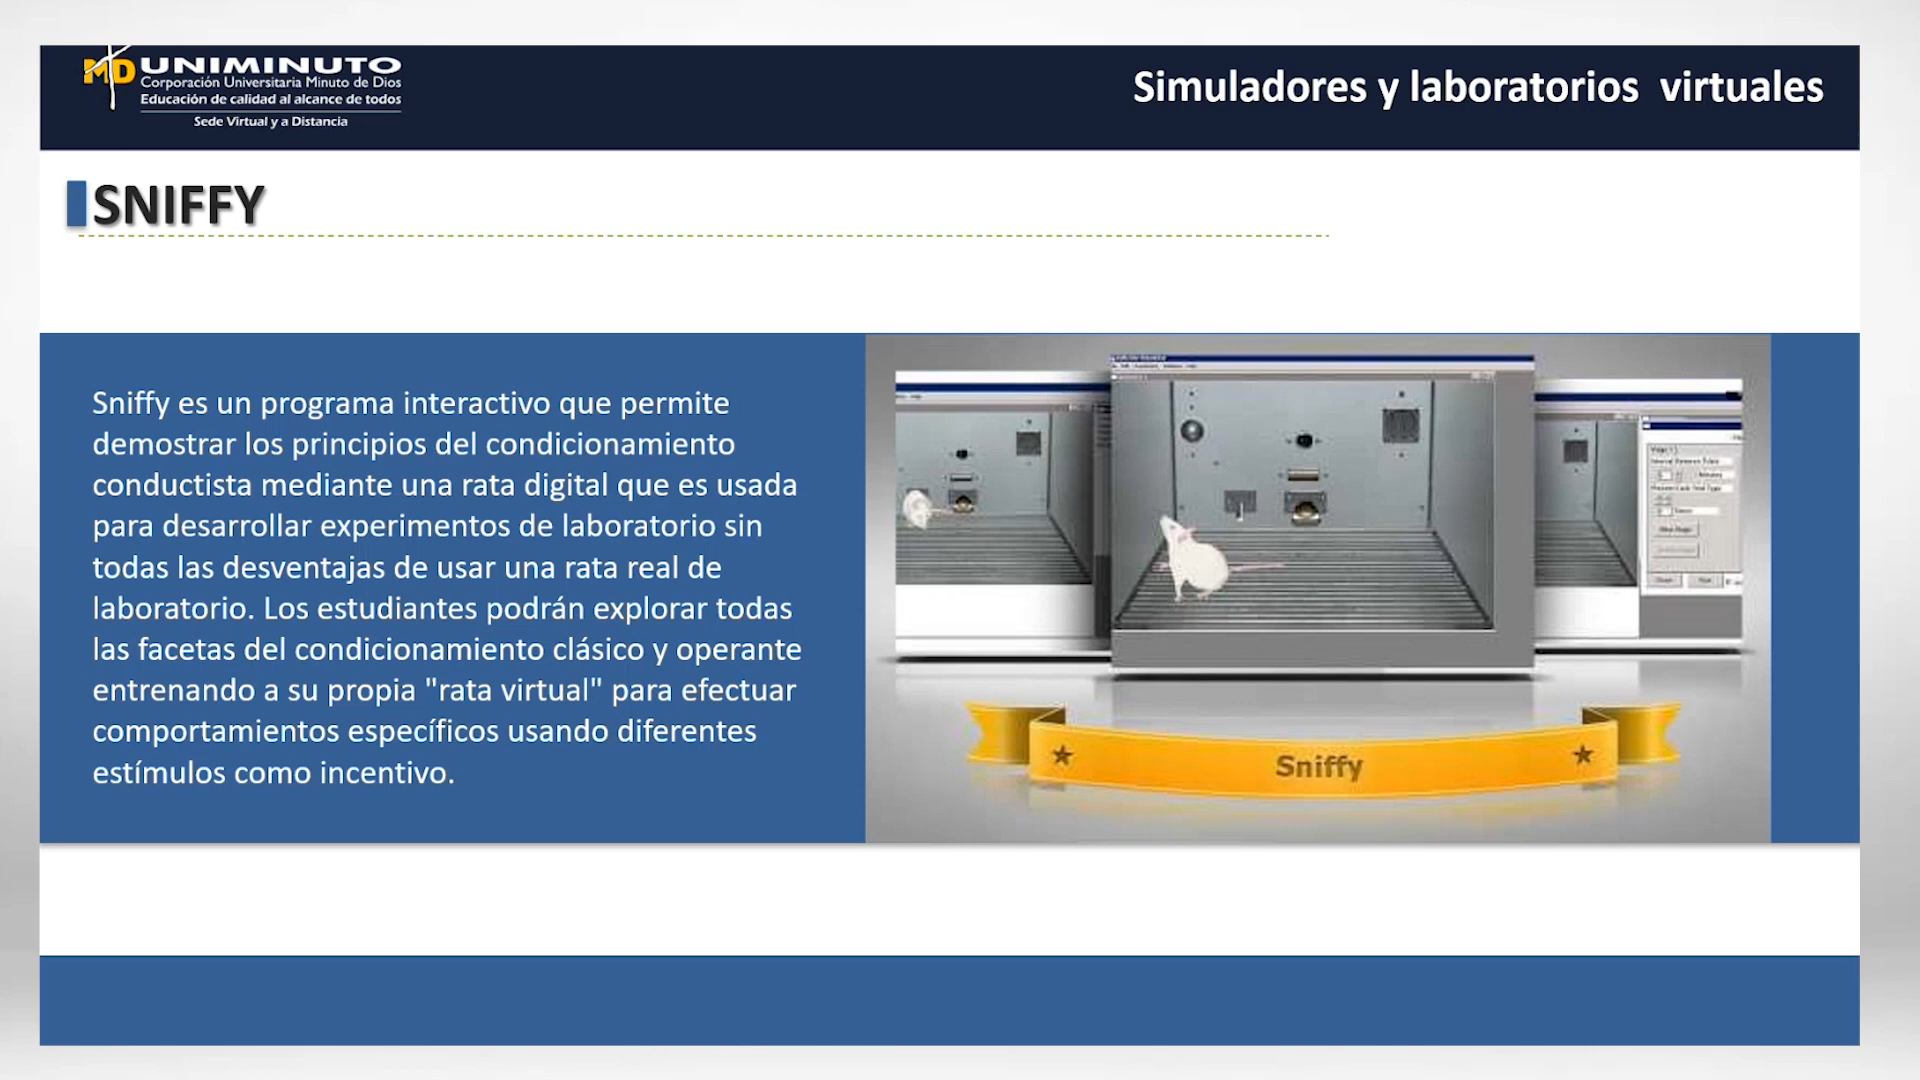 UNIMINUTO
Corporación Universitaria Minuto de Dios
Educación de calidad al alcance de todos
Sede Virtual y a Distancia
Simuladores y laboratorios virtuales
SNIFFY
Sniffy es un programa interactivo que permite
demostrar los principios del condicionamiento
conductista mediante una rata digital que es usada
para desarrollar experimentos de laboratorio sin
todas las desventajas de usar una rata real de
laboratorio. Los estudiantes podrán explorar todas
las facetas del condicionamiento clásico y operante
entrenando a su propia "rata virtual" para efectuar
comportamientos específicos usando diferentes
estímulos como incentivo.
Sniffy